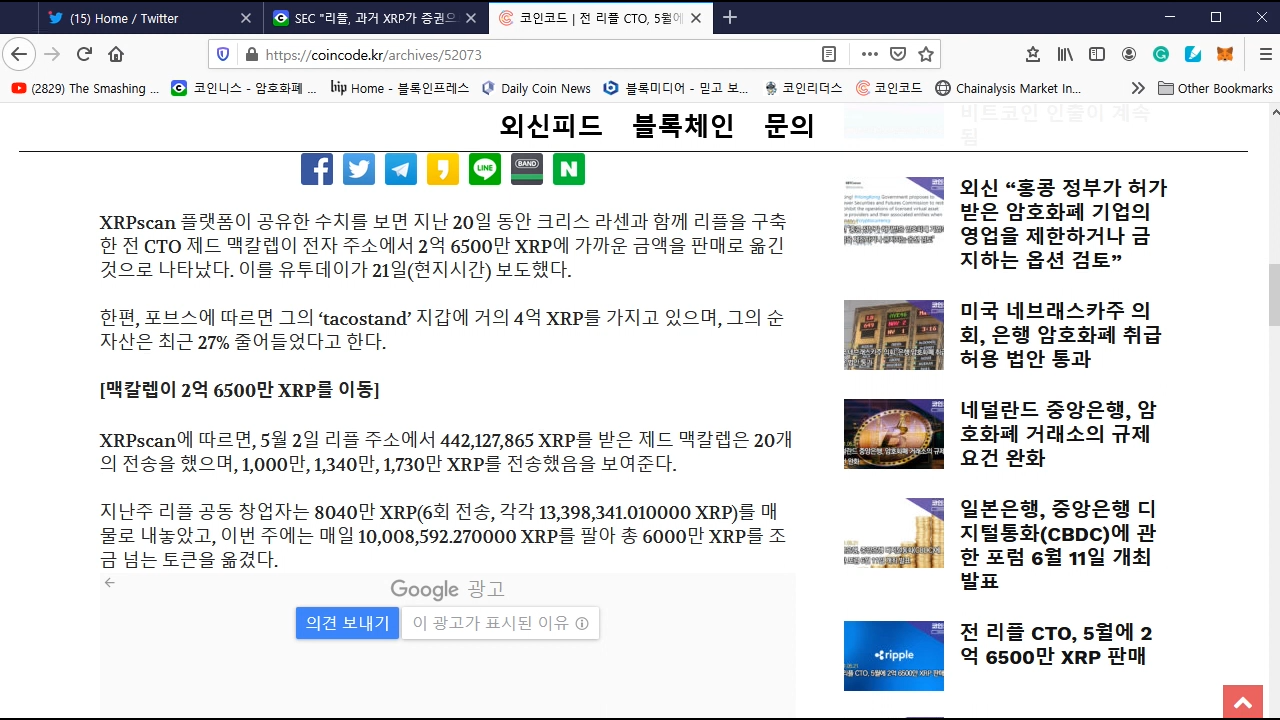 (15) Home / Twitter
SEC "리플, 과거 XRP가 증권으
코인코드 | 전 리플 CTO, 5월에
https://coincode.kr/archives/52073
(2829) The Smashing ...
코인니스 - 암호화폐 ...
Home - 블록인프레스
Daily Coin News
블록미디어 - 믿고 보...
코인리더스
코인코드
Chainalysis Market In...
Other Bookmarks
외신피드 블록체인 문의
비트코인 인출이 계속
됨
BAND
LINE
XRPscan 플랫폼이 공유한 수치를 보면 지난 20일 동안 크리스 라센과 함께 리플을 구축
한 전 CTO 제드 맥칼렙이 전자 주소에서 2억 6500만 XRP에 가까운 금액을 판매로 옮긴
것으로 나타났다. 이를 유투데이가 21일(현지시간) 보도했다.
한편, 포브스에 따르면 그의 ‘tacostand’ 지갑에 거의 4억 XRP를 가지고 있으며, 그의 순
자산은 최근 27% 줄어들었다고 한다.
[맥칼렙이 2억 6500만 XRP를 이동]
XRPscan에 따르면, 5월 2일 리플 주소에서 442,127,865 XRP를 받은 제드 맥칼렙은 20개
의 전송을 했으며, 1,000만, 1,340만, 1,730만 XRP를 전송했음을 보여준다.
지난주 리플 공동 창업자는 8040만 XRP(6회 전송, 각각 13,398,341.010000 XRP)를 매
물로 내놓았고, 이번 주에는 매일 10,008,592.270000 XRP를 팔아 총 6000만 XRP를 조
금 넘는 토큰을 옮겼다.
Google 광고
의견 보내기
이 광고가 표시된 이유
외신 “홍콩 정부가 허가
받은 암호화폐 기업의
영업을 제한하거나 금
지하는 옵션 검토”
미국 네브래스카주 의
회, 은행 암호화폐 취급
허용 법안 통과
네덜란드 중앙은행, 암
호화폐 거래소의 규제
요건 완화
일본은행, 중앙은행 디
지털통화(CBDC)에 관
한 포럼 6월 11일 개최
발표
ripple
리플 CTO, 5월에 2억 6500만 XRP 판매
전 리플 CTO, 5월에 2
억 6500만 XRP 판매